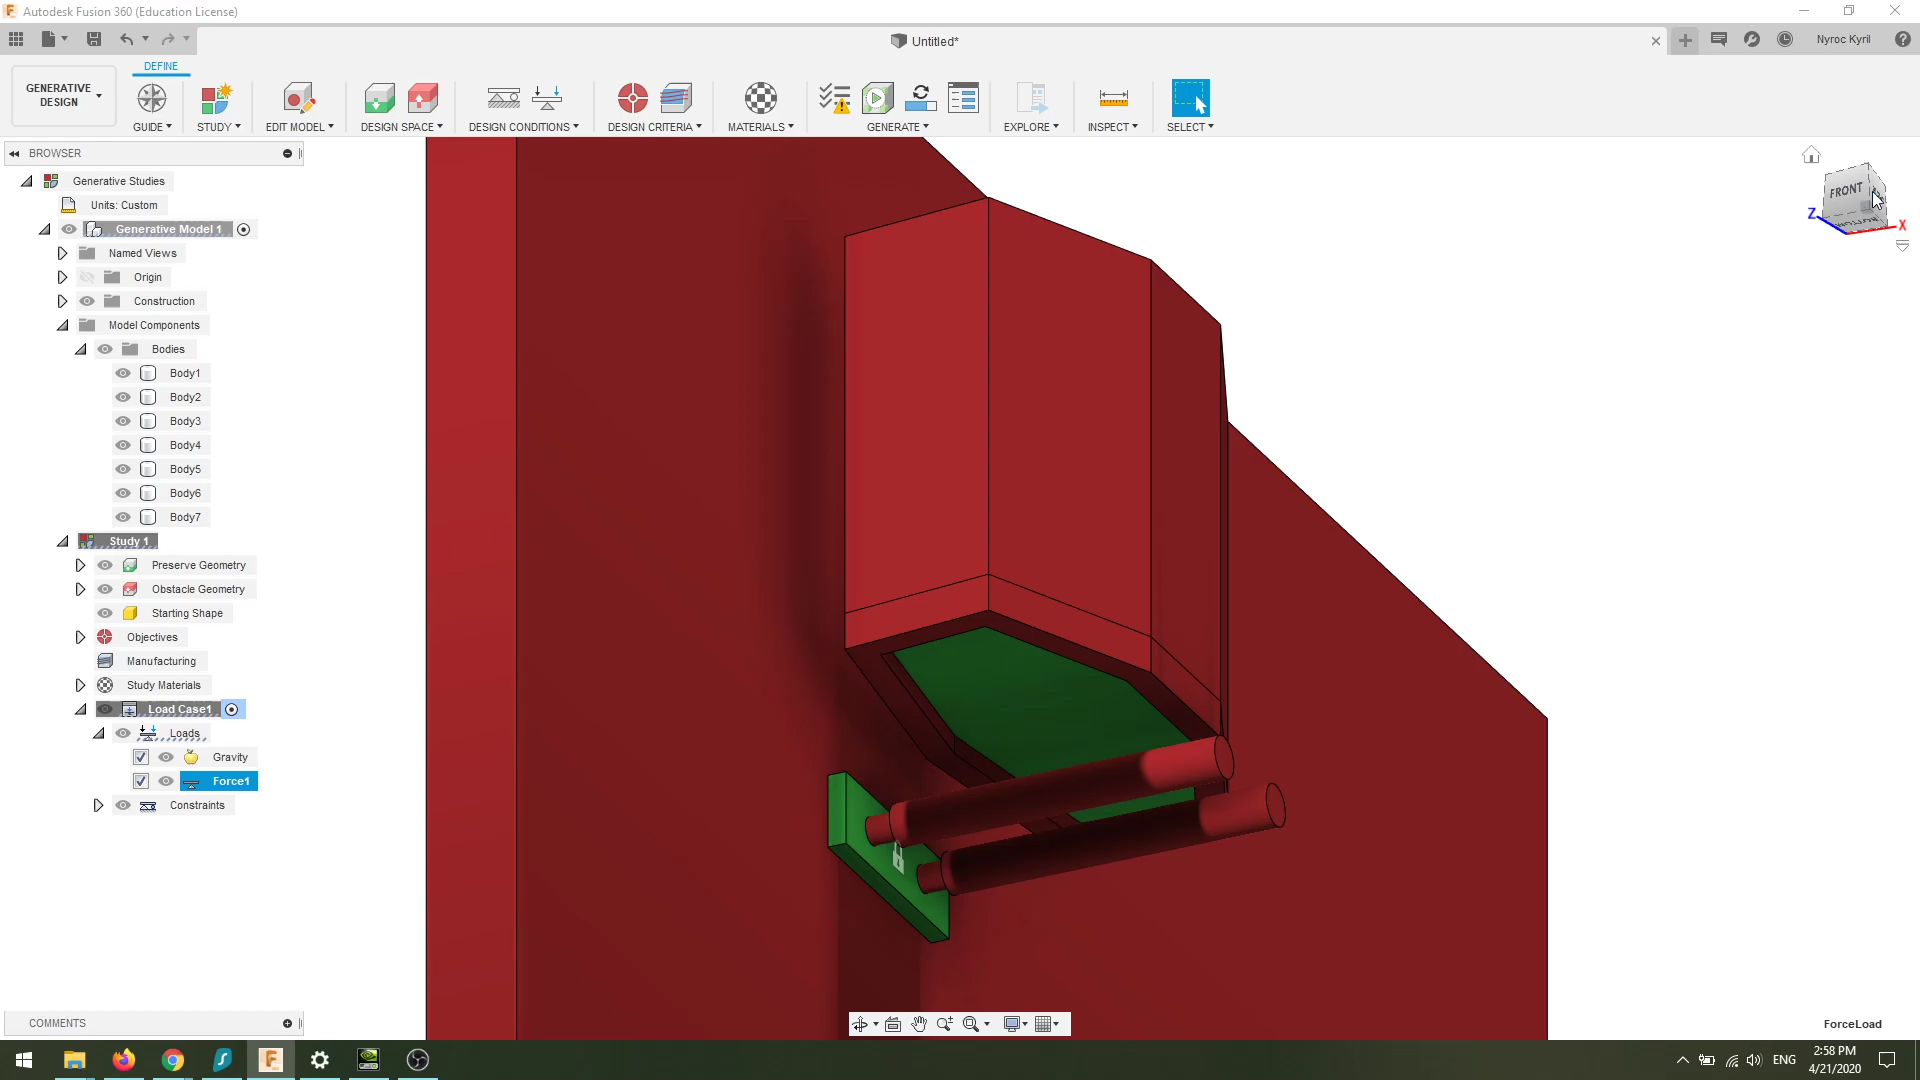 Autodesk Fusion 360 (Education License)
Untitled*
Nyroc Kyril
GENERATIVE
DESIGN
DEFINE
GUIDE
STUDY
EDIT MODEL
DESIGN SPACE
DESIGN CONDITIONS
DESIGN CRITERIA
MATERIALS
GENERATE
EXPLORE
INSPECT
SELECT
BROWSER
Generative Studies
Units: Custom
Generative Model 1
Named Views
Origin
Construction
Model Components
Bodies
Body1
Body2
Body3
Body4
Body5
Body6
Body7
Study 1
Preserve Geometry
Obstacle Geometry
Starting Shape
Objectives
Manufacturing
Study Materials
Load Case1
Loads
Gravity
Force1
Constraints
FRONT
BOTTOM
Z
X
COMMENTS
ForceLoad
ENG
2:58 PM
4/21/2020